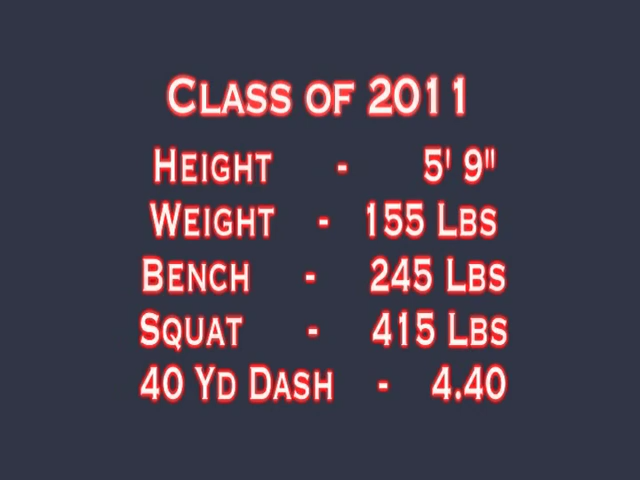 Class of 2011
Height - 5' 9"
Weight - 155 Lbs
Bench - 245 Lbs
Squat - 415 Lbs
40 Yd Dash - 4.40